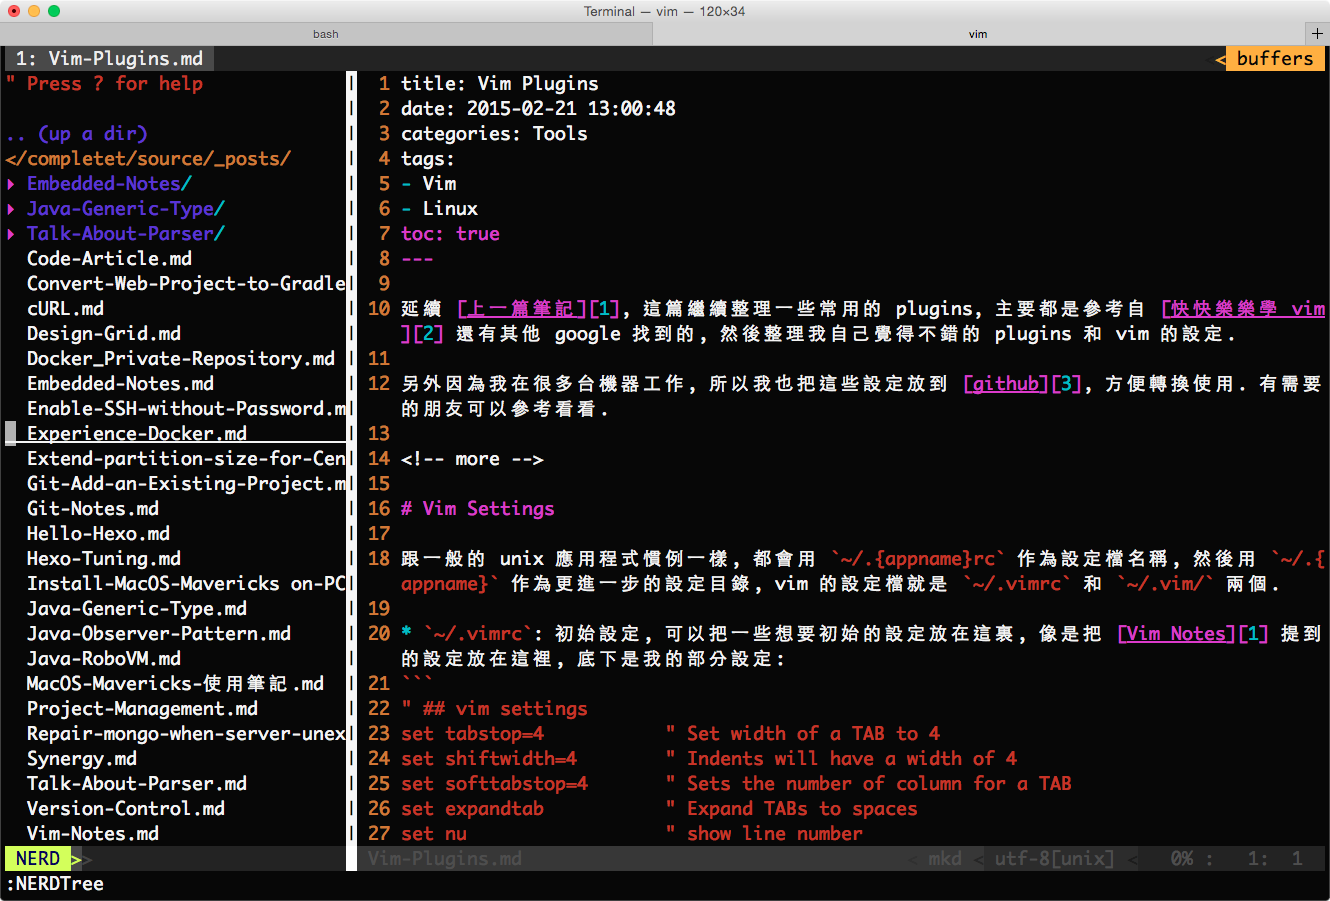 Terminal — vim — 120×34
bash
vim
+
1: Vim-Plugins.md
< buffers
" Press ? for help
.. (up a dir)
</completet/source/_posts/
▸ Embedded-Notes/
▸ Java-Generic-Type/
▸ Talk-About-Parser/
Code-Article.md
Convert-Web-Project-to-Gradle
cURL.md
Design-Grid.md
Docker_Private-Repository.md
Embedded-Notes.md
Enable-SSH-without-Password.m
Experience-Docker.md
Extend-partition-size-for-Cen
Git-Add-an-Existing-Project.m
Git-Notes.md
Hello-Hexo.md
Hexo-Tuning.md
Install-MacOS-Mavericks on-PC
Java-Generic-Type.md
Java-Observer-Pattern.md
Java-RoboVM.md
MacOS-Mavericks-使用筆記.md
Project-Management.md
Repair-mongo-when-server-unex
Synergy.md
Talk-About-Parser.md
Version-Control.md
Vim-Notes.md
1 title: Vim Plugins
2 date: 2015-02-21 13:00:48
3 categories: Tools
4 tags:
5 - Vim
6 - Linux
7 toc: true
8 ---
9
10 延續 [上一篇筆記][1], 這篇繼續整理一些常用的 plugins, 主要都是參考自 [快快樂樂學 vim
][2] 還有其他 google 找到的, 然後整理我自己覺得不錯的 plugins 和 vim 的設定.
11
12 另外因為我在很多台機器工作, 所以我也把這些設定放到 [github][3], 方便轉換使用. 有需要
的朋友可以參考看看.
13
14 <!-- more -->
15
16 # Vim Settings
17
18 跟一般的 unix 應用程式慣例一樣, 都會用 `~/.{appname}rc` 作為設定檔名稱, 然後用 `~/.{
appname}` 作為更進一步的設定目錄, vim 的設定檔就是 `~/.vimrc` 和 `~/.vim/` 兩個.
19
20 * `~/.vimrc`: 初始設定, 可以把一些想要初始的設定放在這裏, 像是把 [Vim Notes][1] 提到
的設定放在這裡, 底下是我的部分設定:
21 ```
22 " ## vim settings
23 set tabstop=4 " Set width of a TAB to 4
24 set shiftwidth=4 " Indents will have a width of 4
25 set softtabstop=4 " Sets the number of column for a TAB
26 set expandtab " Expand TABs to spaces
27 set nu " show line number
NERD >>
Vim-Plugins.md < mkd < utf-8[unix] < 0% : 1: 1
:NERDTree